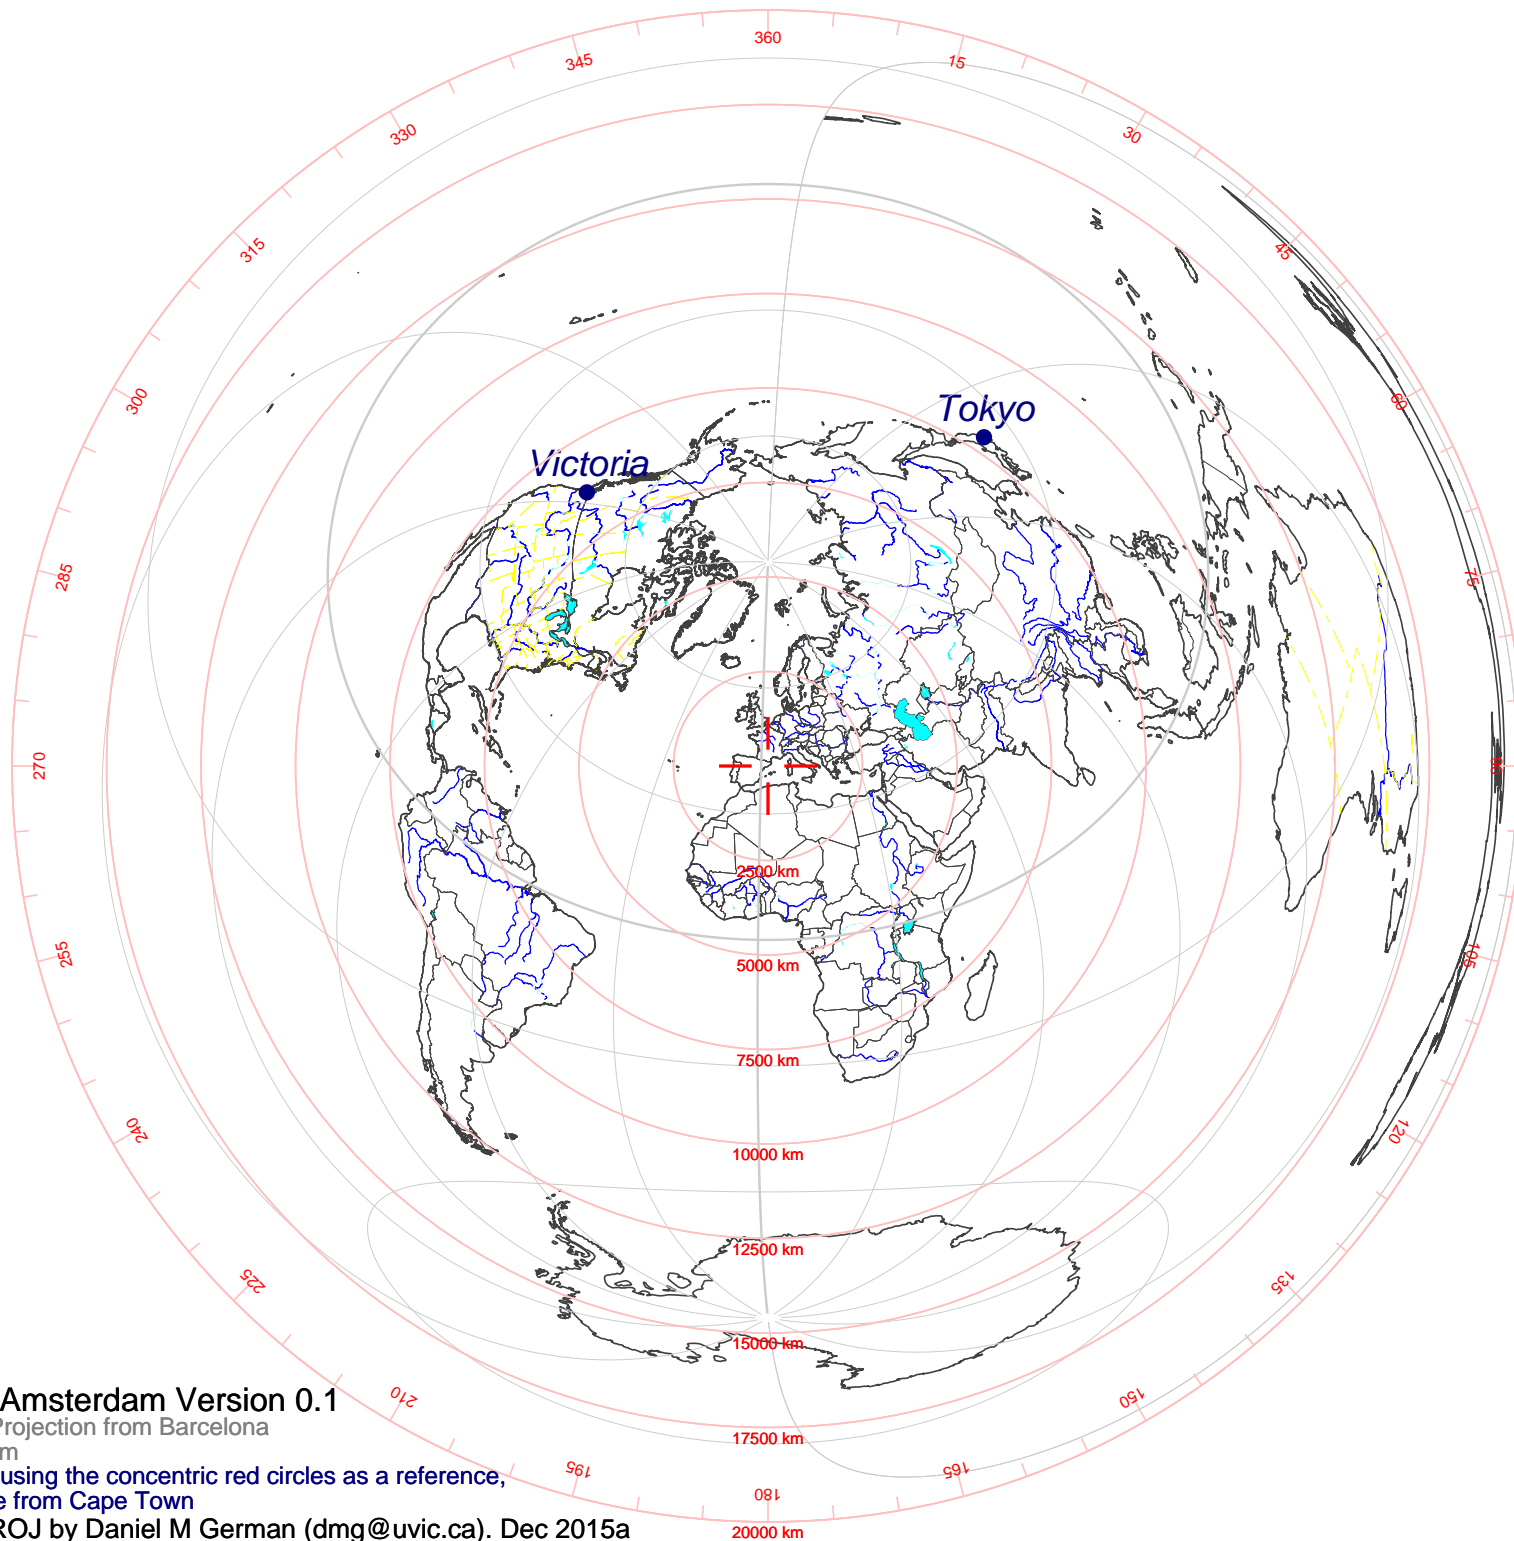 360
345
15
330
30
315
45
300
60
Tokyo
Victoria
285
75
270
90
2500 km
255
5000 km
105
7500 km
240
10000 km
120
225
12500 km
135
15000 km
210
Amsterdam Version 0.1
150
Projection from Barcelona
17500 km
m
using the concentric red circles as a reference,
195
165
180
e from Cape Town
ROJ by Daniel M German (dmg@uvic.ca). Dec 2015a
20000 km